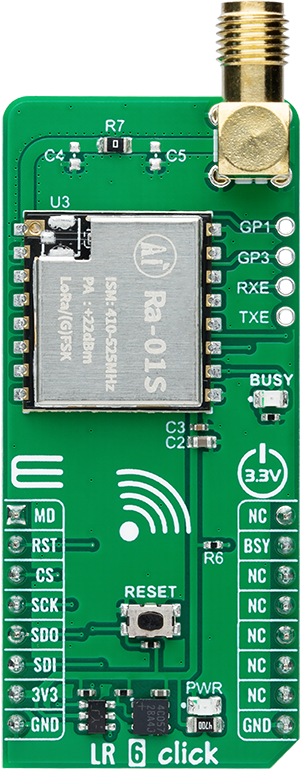 R7
C4
C5
U3
GP1
GP3
RXE
TXE
Ai
Ra-01S
ISM: 410-525MHz
PA : +22dBm
LoRa/(G)FSK
BUSY
C3
C2
3.3V
MD
NC
RST
R6
BSY
CS
NC
SCK
RESET
NC
SDO
NC
SDI
NC
3V3
PWR
NC
GND
GND
LR 6 click